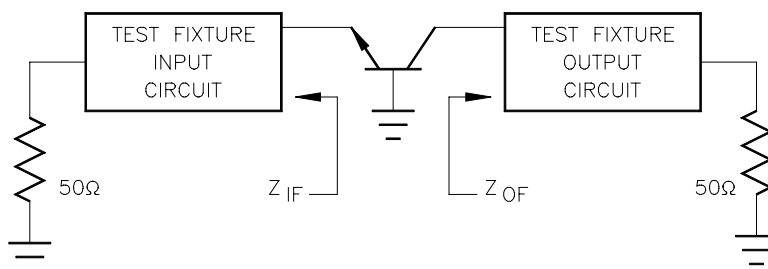 TEST FIXTURE
INPUT
CIRCUIT
TEST FIXTURE
OUTPUT
CIRCUIT
50Ω
Z IF
Z OF
50Ω